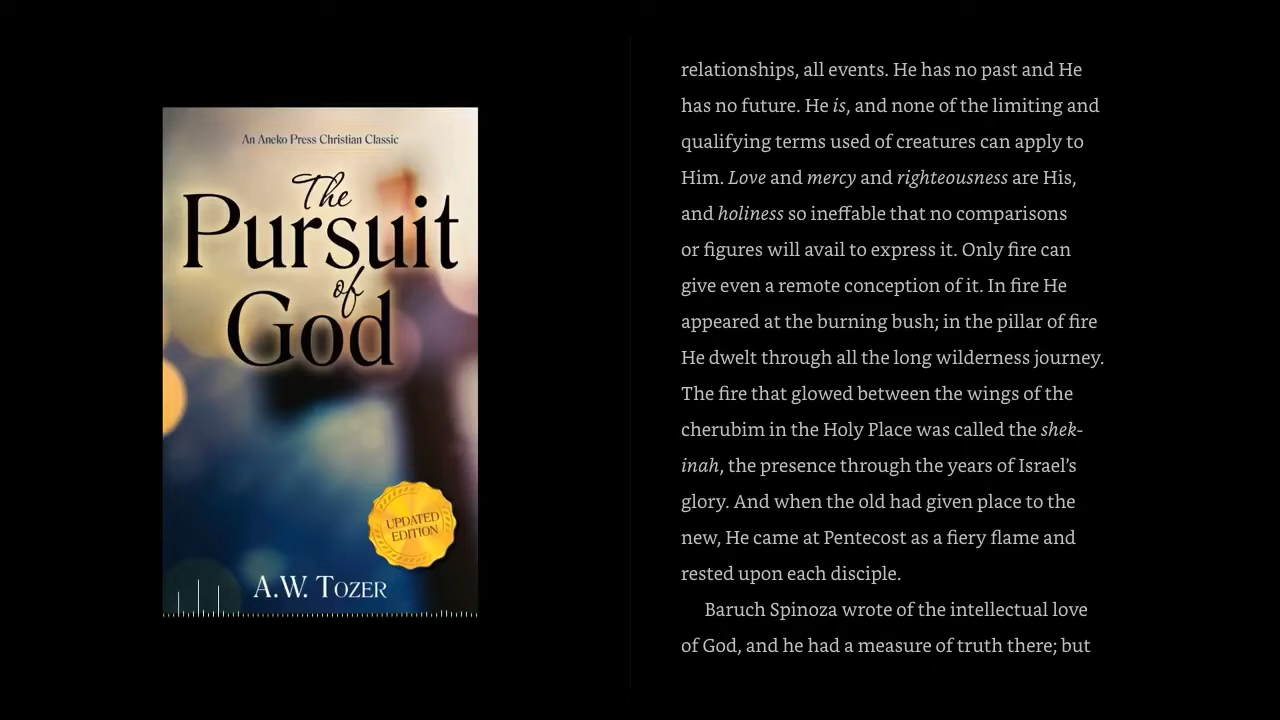 An Aneko Press Christian Classic
The
Pursuit
of
God
UPDATED
EDITION
A.W. TOZER
relationships, all events. He has no past and He
has no future. He is, and none of the limiting and
qualifying terms used of creatures can apply to
Him. Love and mercy and righteousness are His,
and holiness so ineffable that no comparisons
or figures will avail to express it. Only fire can
give even a remote conception of it. In fire He
appeared at the burning bush; in the pillar of fire
He dwelt through all the long wilderness journey.
The fire that glowed between the wings of the
cherubim in the Holy Place was called the shek-
inah, the presence through the years of Israel’s
glory. And when the old had given place to the
new, He came at Pentecost as a fiery flame and
rested upon each disciple.
Baruch Spinoza wrote of the intellectual love
of God, and he had a measure of truth there; but